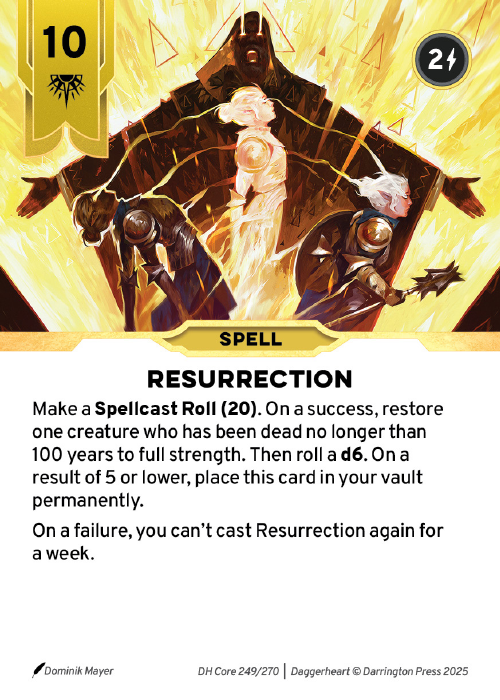 10
2
SPELL
RESURRECTION
Make a Spellcast Roll (20). On a success, restore
one creature who has been dead no longer than
100 years to full strength. Then roll a d6. On a
result of 5 or lower, place this card in your vault
permanently.
On a failure, you can’t cast Resurrection again for
a week.
Dominik Mayer
DH Core 249/270 | Daggerheart © Darrington Press 2025